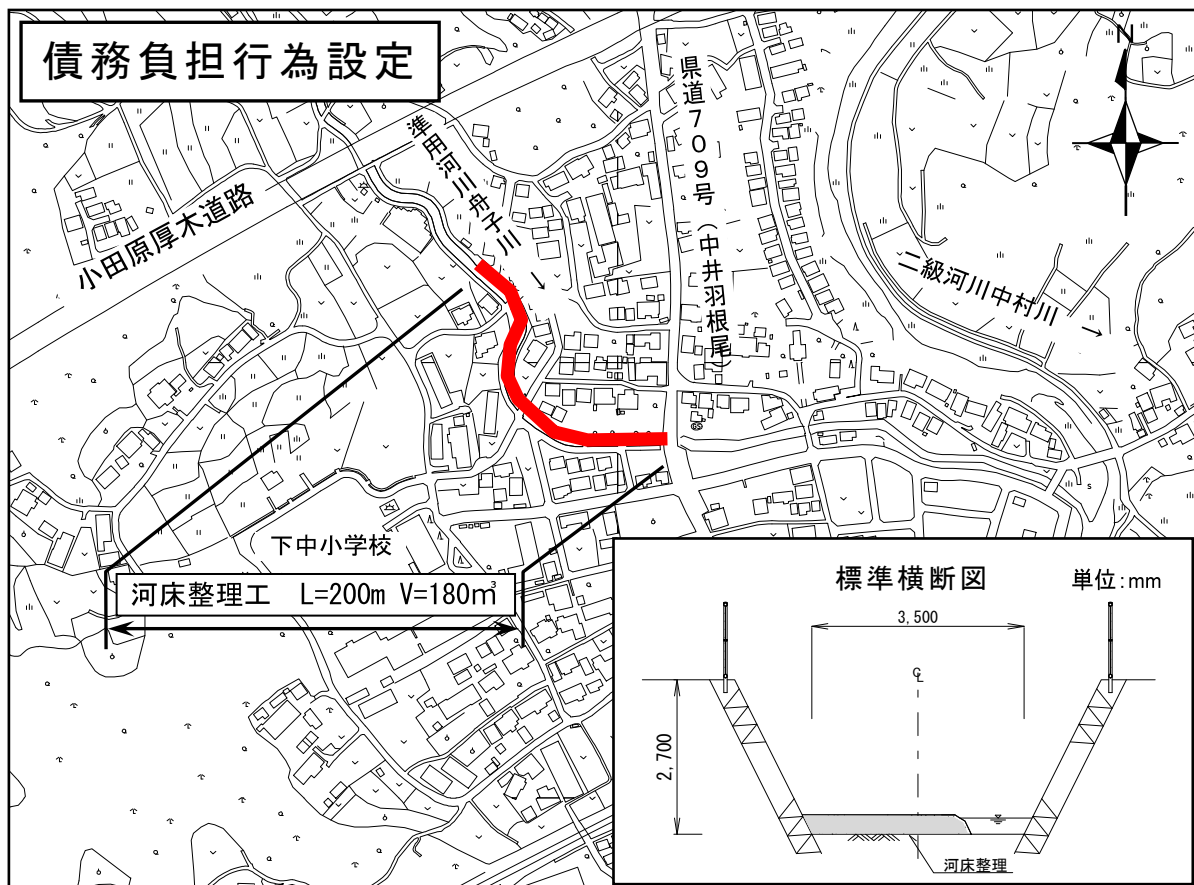 債務負担行為設定
N
小田原厚木道路
準用河川舟子川 →
県道709号(中井羽根尾)
二級河川中村川 →
下中小学校
河床整理工 L=200m V=180㎥
標準横断図
単位:mm
3,500
℄
2,700
河床整理